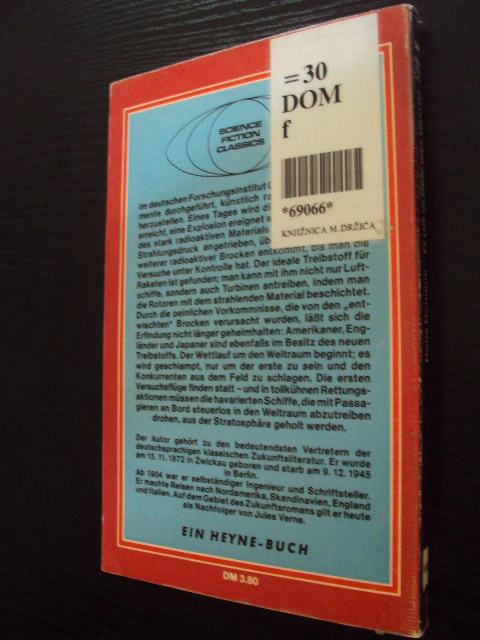 =30
DOM
f
*69066*
KNJIŽNICA M. DRŽIĆA
SCIENCE
FICTION
CLASSICS
Im deutschen Forschungsinstitut
mente durchgeführt, künstlich
herzustellen. Eines Tages wird di
erreicht, eine Explosion ereignet s
des stark radioaktiven Materials
Strahlungsdruck angetrieben, üb
weiterer radioaktiver Brocken entkommt, bis man die
Versuche unter Kontrolle hat. Der ideale Treibstoff für
Raketen ist gefunden; man kann mit ihm nicht nur Luft-
schiffe, sondern auch Turbinen antreiben, indem man
die Rotoren mit dem strahlenden Material beschichtet.
Durch die peinlichen Vorkommnisse, die von den „ent-
wischten" Brocken verursacht wurden, läßt sich die
Erfindung nicht länger geheimhalten: Amerikaner, Eng-
länder und Japaner sind ebenfalls im Besitz des neuen
Treibstoffs. Der Wettlauf um den Weltraum beginnt; es
wird geschlampt, nur um der erste zu sein und den
Konkurrenten aus dem Feld zu schlagen. Die ersten
Versuchsflüge finden statt – und in tollkühnen Rettungs-
aktionen müssen die havarierten Schiffe, die mit Passa-
gieren an Bord steuerlos in den Weltraum abzutreiben
drohen, aus der Stratosphäre geholt werden.
Der Autor gehört zu den bedeutendsten Vertretern der
deutschsprachigen klassischen Zukunftsliteratur. Er wurde
am 15. 11. 1872 in Zwickau geboren und starb am 9. 12. 1945
in Berlin.
Ab 1904 war er selbständiger Ingenieur und Schriftsteller.
Er machte Reisen nach Nordamerika, Skandinavien, England
und Italien. Auf dem Gebiet des Zukunftsromans gilt er heute
als Nachfolger von Jules Verne.
EIN HEYNE-BUCH
DM 3.80